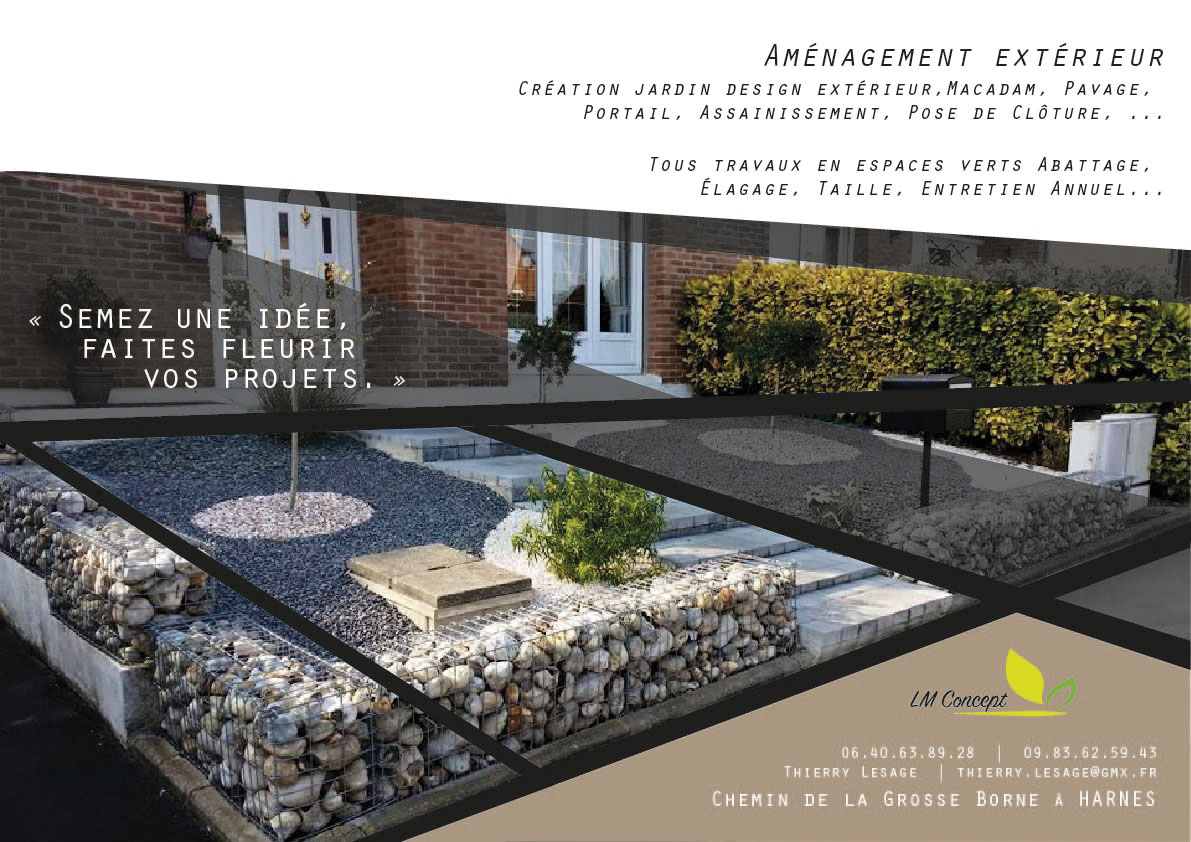 Aménagement extérieur
Création jardin design extérieur,Macadam, Pavage,
Portail, Assainissement, Pose de Clôture, ...
Tous travaux en espaces verts Abattage,
Élagage, Taille, Entretien Annuel...
« Semez une idée,
faites fleurir
vos projets. »
LM Concept
06.40.63.89.28 | 09.83.62.59.43
Thierry Lesage | thierry.lesage@gmx.fr
Chemin de la Grosse Borne à HARNES